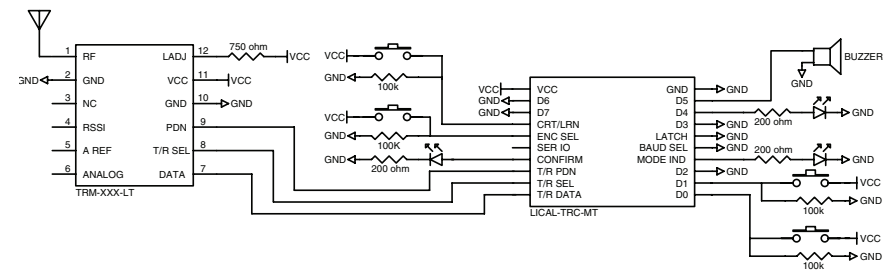 1 RF LADJ 12 750 ohm VCC
GND 2 GND VCC 11 VCC
3 NC GND 10 GND
4 RSSI PDN 9
5 A REF T/R SEL 8
6 ANALOG DATA 7
TRM-XXX-LT
VCC
GND
100k
VCC
GND
100K
GND
200 ohm
VCC VCC GND GND
GND D6 D5 BUZZER
GND
GND D7 D4 200 ohm GND
CRT/LRN D3 GND
ENC SEL LATCH GND
SER IO BAUD SEL GND
CONFIRM MODE IND 200 ohm GND
T/R PDN D2 GND
T/R SEL D1 VCC
T/R DATA D0 GND
100k
LICAL-TRC-MT
VCC
GND
100k